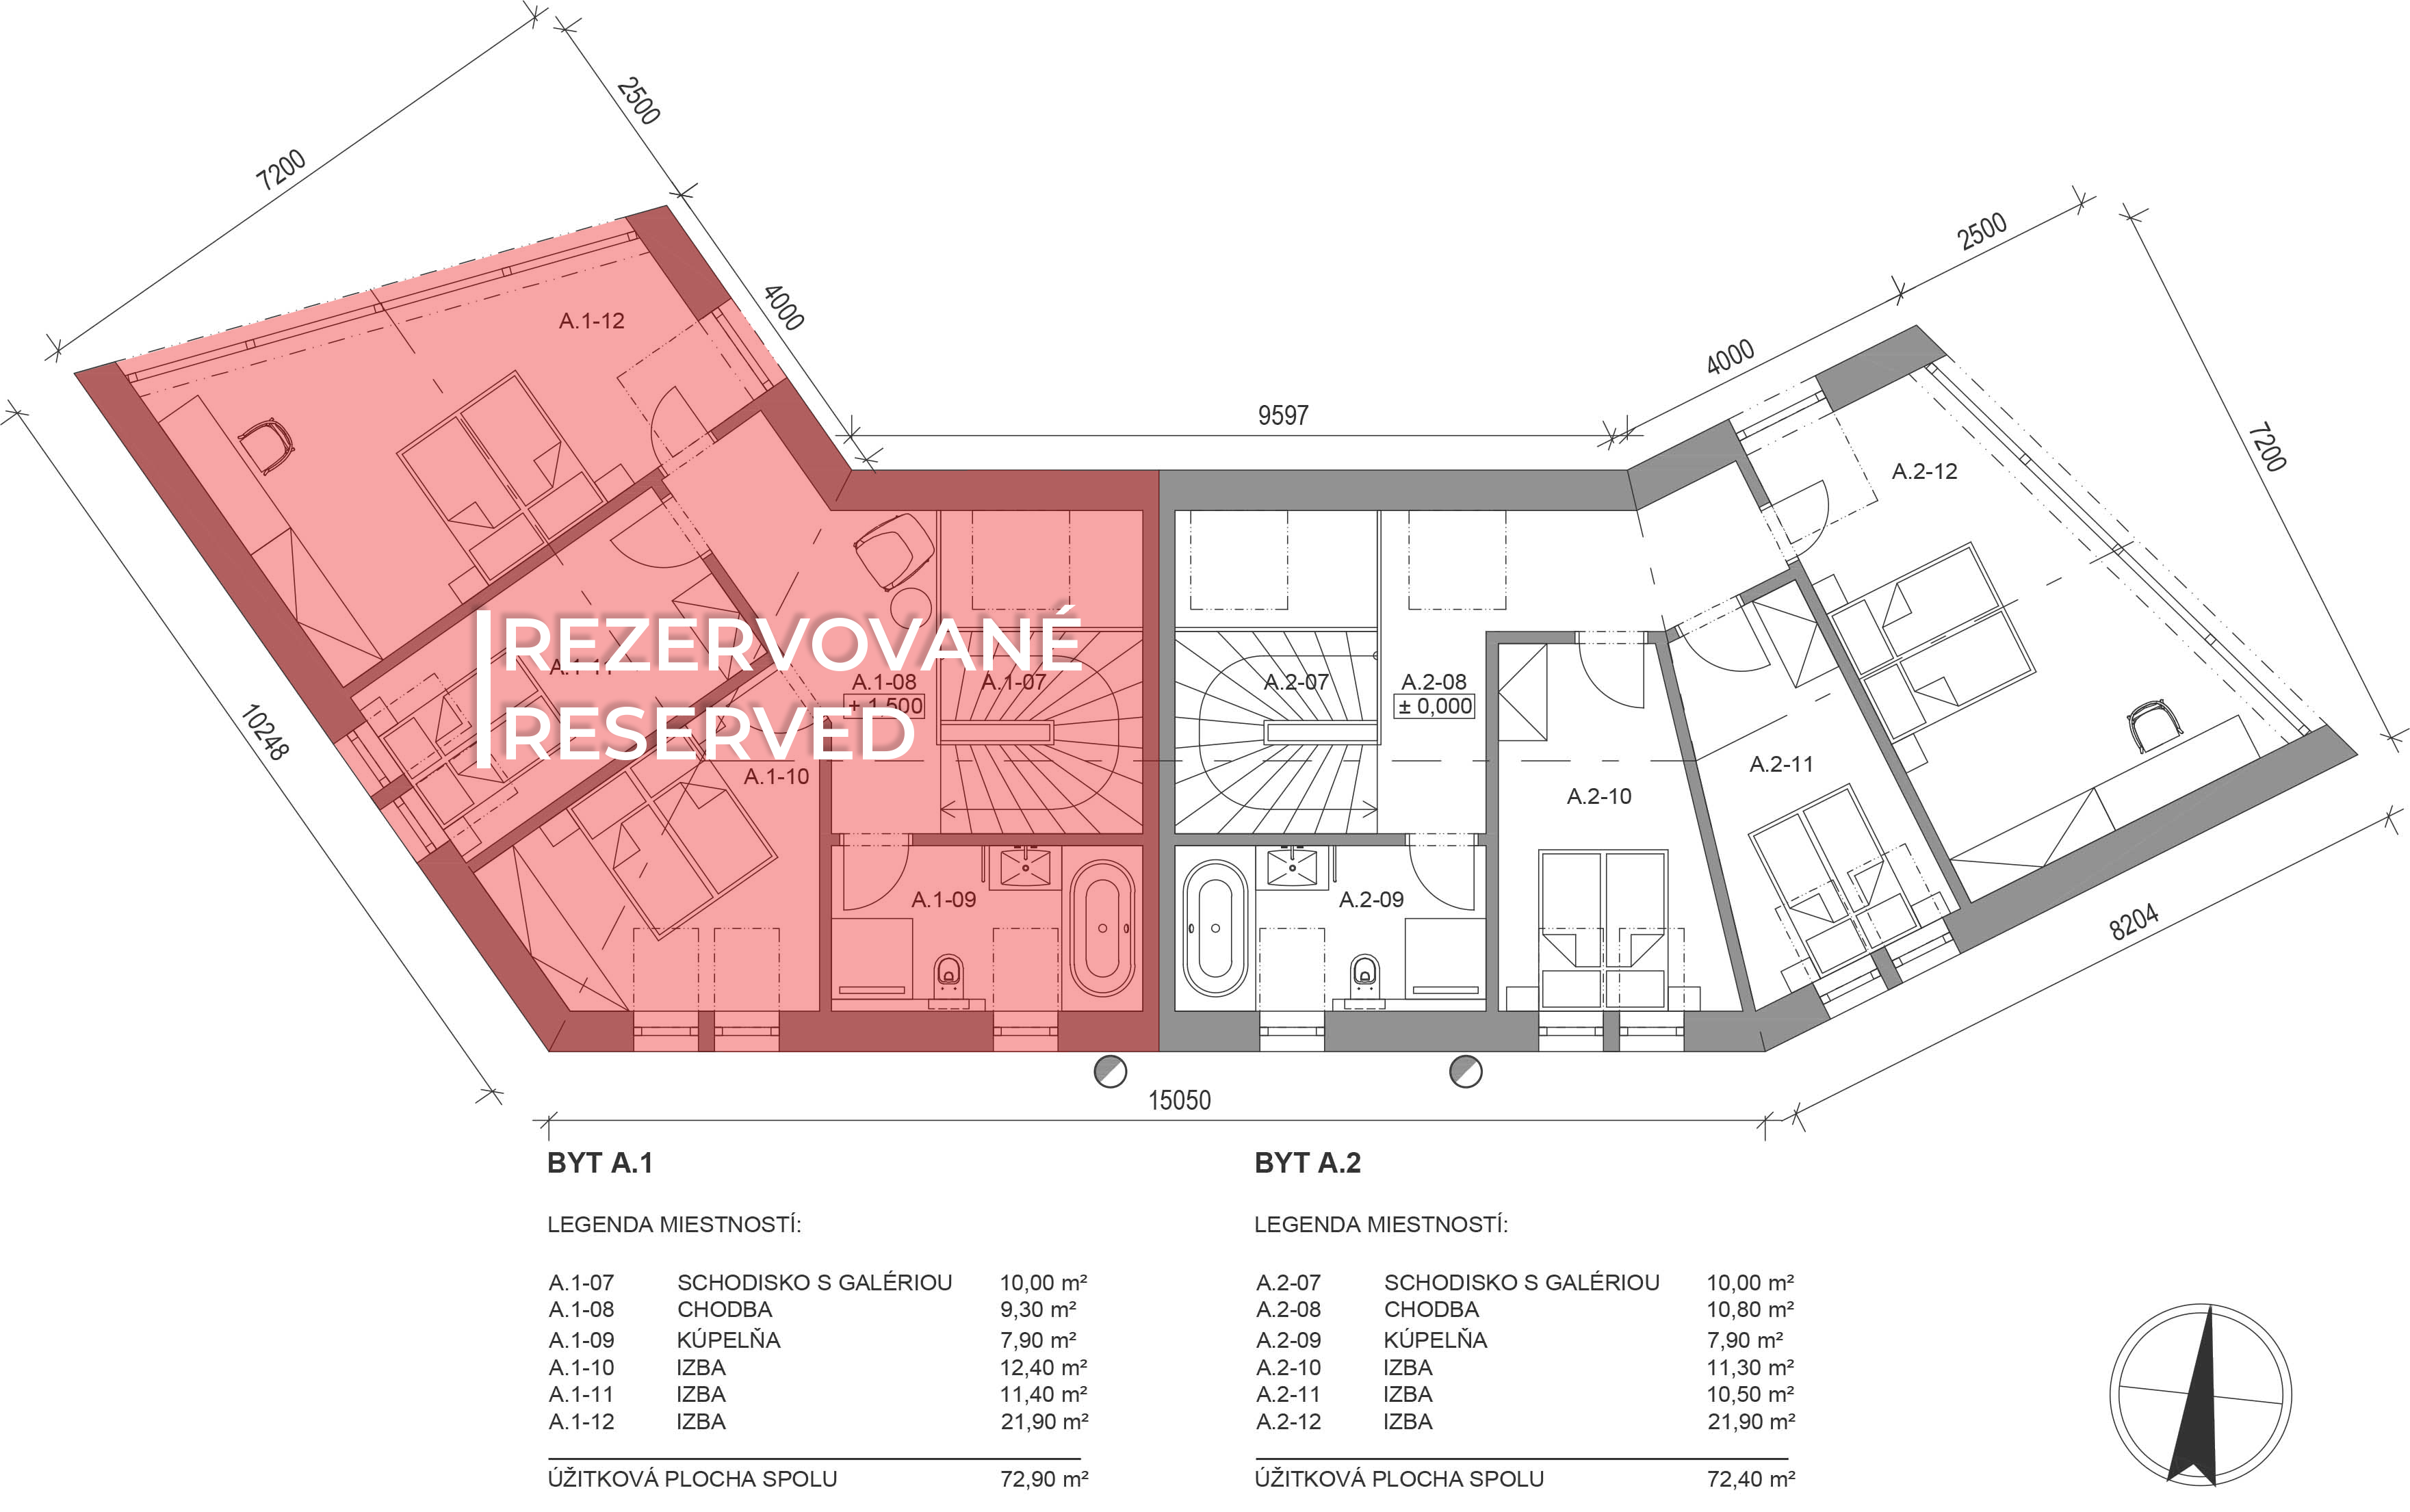 2500
7200
4000
A.1-12
2500
4000
9597
7200
A.2-12
REZERVOVANÉ
RESERVED
A.1-11
A.1-08
± 1,500
A.1-07
A.2-07
A.2-08
± 0,000
10248
A.1-10
A.2-10
A.2-11
A.1-09
A.2-09
8204
15050
BYT A.1
LEGENDA MIESTNOSTÍ:
A.1-07 SCHODISKO S GALÉRIOU 10,00 m²
A.1-08 CHODBA 9,30 m²
A.1-09 KÚPELŇA 7,90 m²
A.1-10 IZBA 12,40 m²
A.1-11 IZBA 11,40 m²
A.1-12 IZBA 21,90 m²
ÚŽITKOVÁ PLOCHA SPOLU 72,90 m²
BYT A.2
LEGENDA MIESTNOSTÍ:
A.2-07 SCHODISKO S GALÉRIOU 10,00 m²
A.2-08 CHODBA 10,80 m²
A.2-09 KÚPELŇA 7,90 m²
A.2-10 IZBA 11,30 m²
A.2-11 IZBA 10,50 m²
A.2-12 IZBA 21,90 m²
ÚŽITKOVÁ PLOCHA SPOLU 72,40 m²